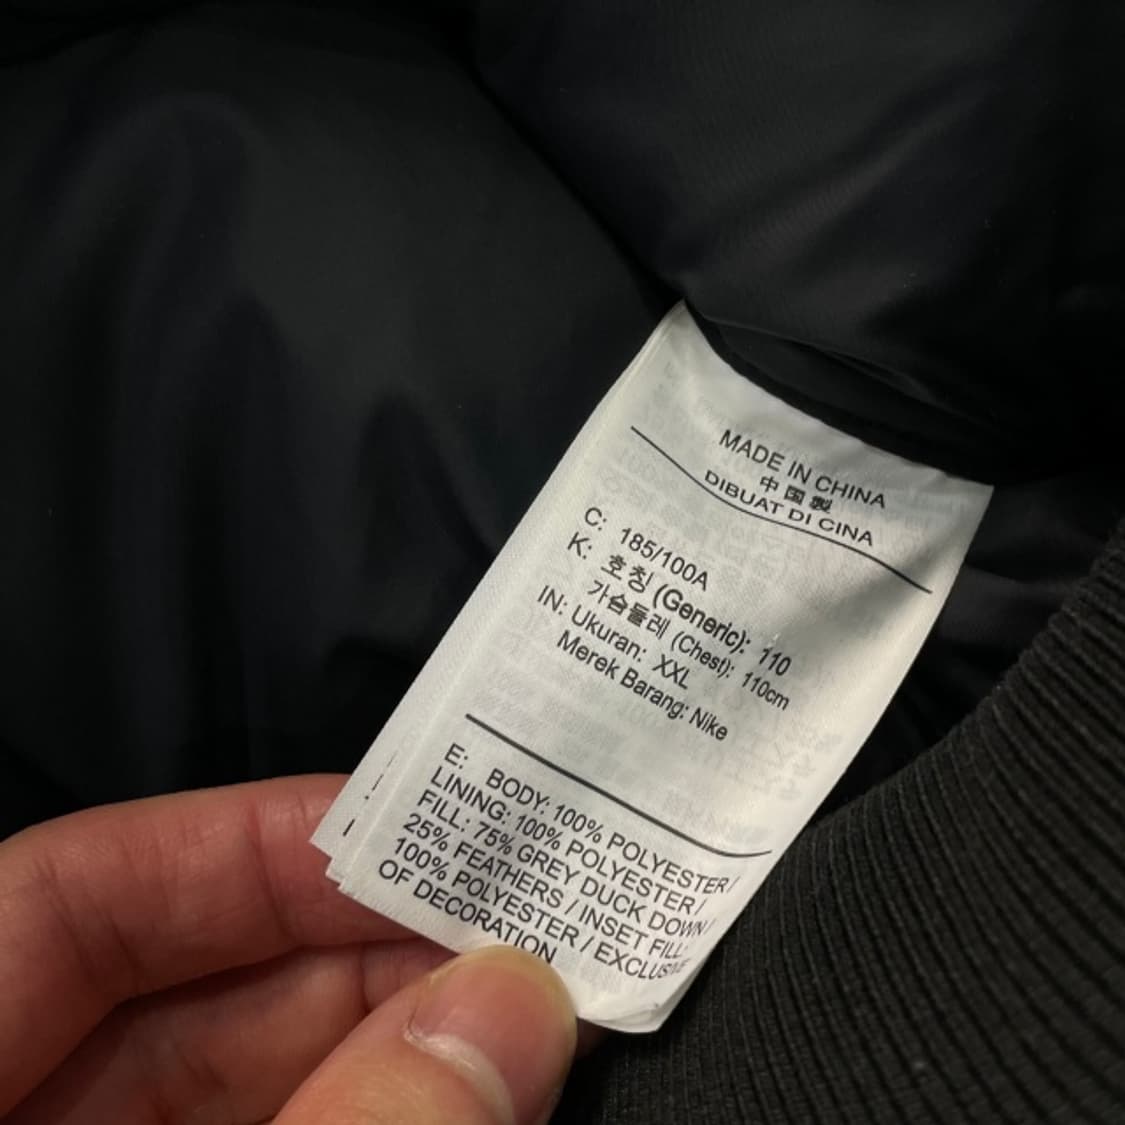 MADE IN CHINA
中国製
DIBUAT DI CINA
C: 185/100A
K: 호칭 (Generic): 110
가슴둘레 (Chest): 110cm
IN: Ukuran: XXL
Merek Barang: Nike
E: BODY: 100% POLYESTER /
LINING: 100% POLYESTER /
FILL: 75% GREY DUCK DOWN /
25% FEATHERS / INSET FILL:
100% POLYESTER / EXCLUSIVE
OF DECORATION